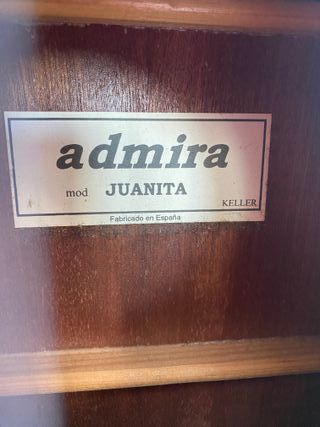 admira
mod JUANITA
KELLER
Fabricado en España